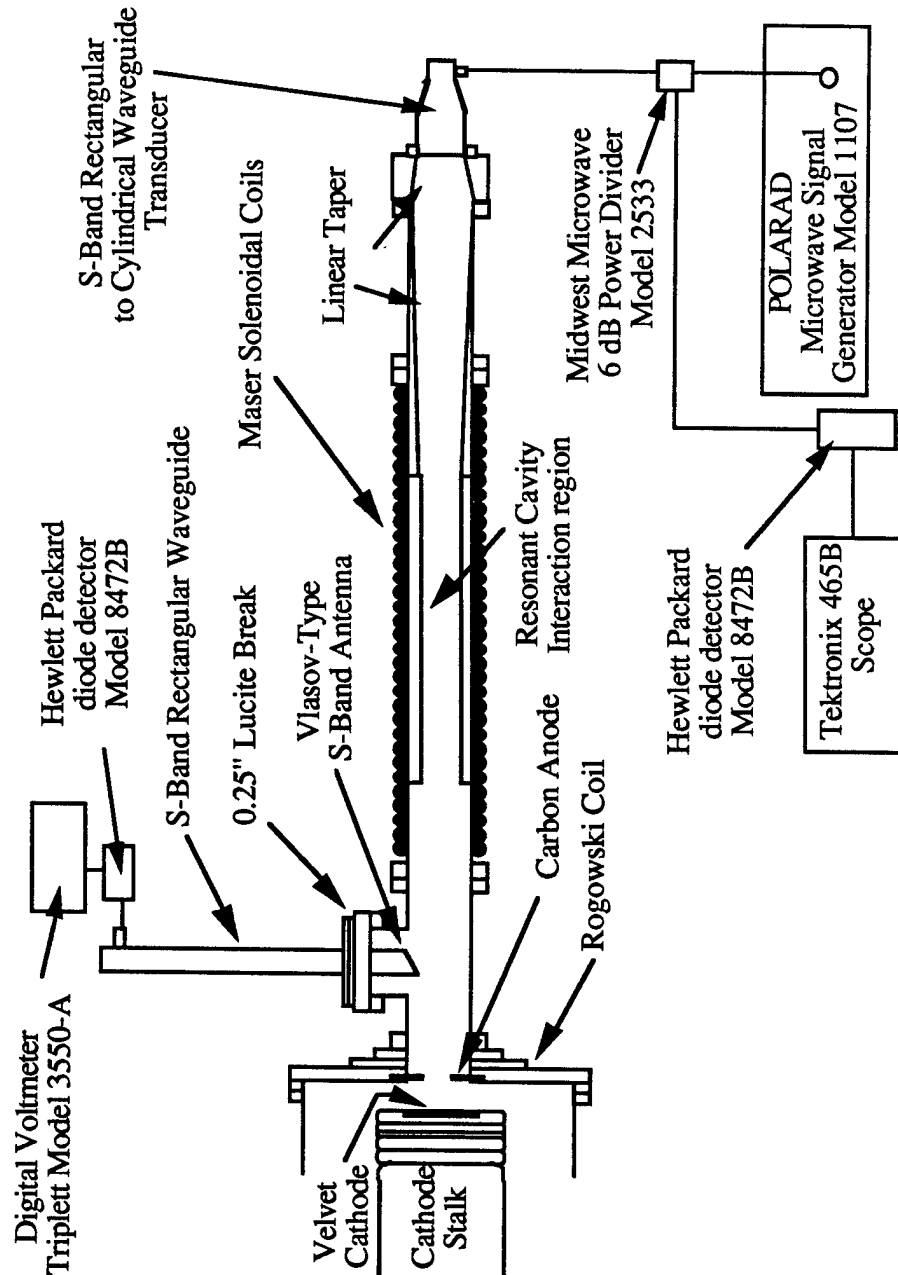 Digital Voltmeter
Triplett Model 3550-A
Hewlett Packard
diode detector
Model 8472B
S-Band Rectangular Waveguide
0.25" Lucite Break
Vlasov-Type
S-Band Antenna
Maser Solenoidal Coils
S-Band Rectangular
to Cylindrical Waveguide
Transducer
Linear Taper
Velvet
Cathode
Cathode
Stalk
Carbon Anode
Rogowski Coil
Resonant Cavity
Interaction region
Midwest Microwave
6 dB Power Divider
Model 2533
Hewlett Packard
diode detector
Model 8472B
Tektronix 465B
Scope
POLARAD
Microwave Signal
Generator Model 1107